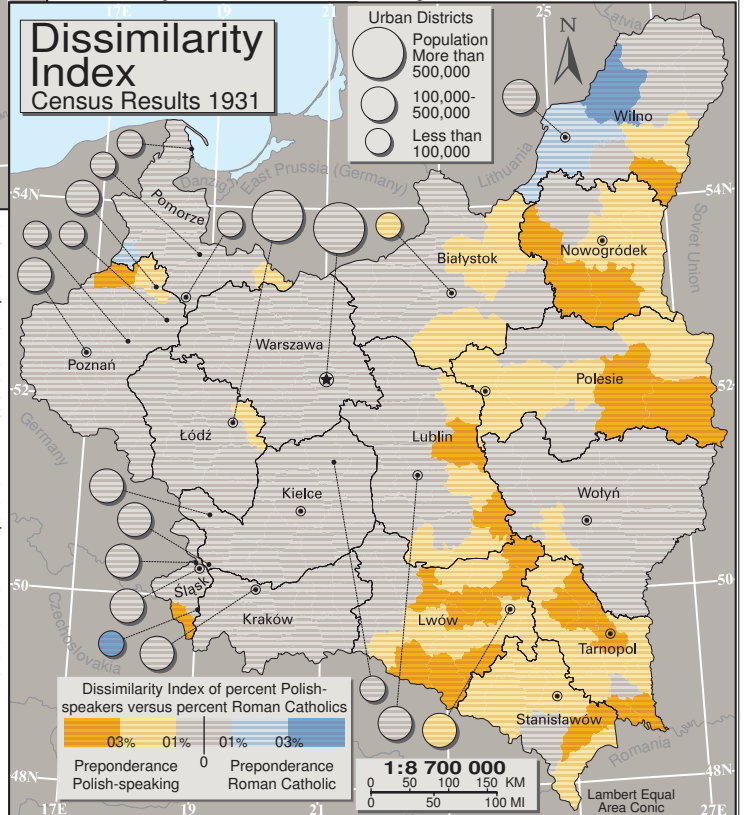 17E
19
21
25
Dissimilarity
Index
Census Results 1931
Urban Districts
Population
More than
500,000
100,000-
500,000
Less than
100,000
N
Latvia
Wilno
Lithuania
54N
54N
Danzig
East Prussia (Germany)
Pomorze
Białystok
Nowogródek
Soviet Union
Warszawa
Poznań
Polesie
52
52
Germany
Łódź
Lublin
Kielce
Wołyń
50
50
Śląsk
Kraków
Lwów
Tarnopol
Czechoslovakia
Stanisławów
Romania
Dissimilarity Index of percent Polish-
speakers versus percent Roman Catholics
03% 01% 01% 03%
0
Preponderance
Polish-speaking
Preponderance
Roman Catholic
1:8 700 000
0 50 100 150 KM
0 50 100 MI
Lambert Equal
Area Conic
48N
48N
17E
19
21
27E